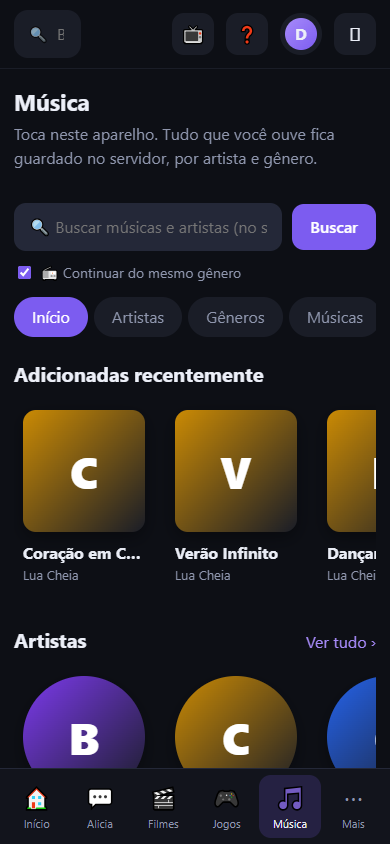 D
Música
Toca neste aparelho. Tudo que você ouve fica
guardado no servidor, por artista e gênero.
Buscar músicas e artistas (no s
Buscar
Continuar do mesmo gênero
Início
Artistas
Gêneros
Músicas
Adicionadas recentemente
C
V
Coração em C...
Verão Infinito
Dançar
Lua Cheia
Lua Cheia
Lua Chei
Artistas
Ver tudo ›
B
C
Início
Alicia
Filmes
Jogos
Música
Mais